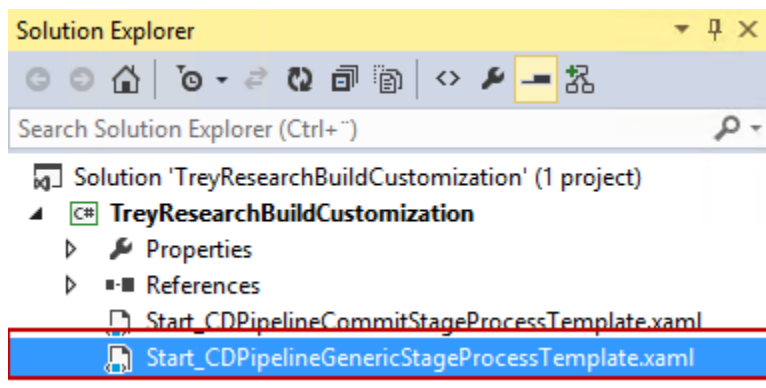 Solution Explorer
Search Solution Explorer (Ctrl+¨)
Solution 'TreyResearchBuildCustomization' (1 project)
C# TreyResearchBuildCustomization
Properties
References
Start_CDPipelineCommitStageProcessTemplate.xaml
Start_CDPipelineGenericStageProcessTemplate.xaml